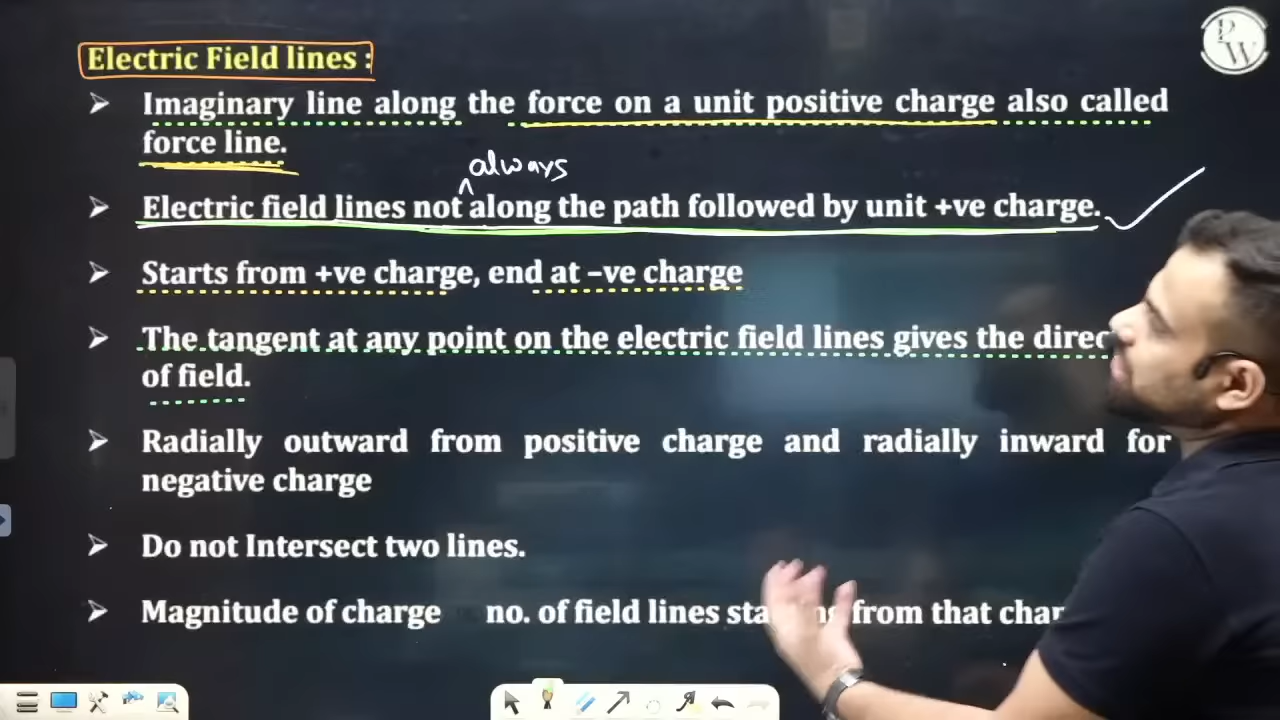 Electric Field lines :
➤ Imaginary line along the force on a unit positive charge also called
force line.
always
➤ Electric field lines not ^ along the path followed by unit +ve charge.
➤ Starts from +ve charge, end at –ve charge
➤ The tangent at any point on the electric field lines gives the
of field.
➤ Radially outward from positive charge and radially inward for
negative charge
➤ Do not Intersect two lines.
➤ Magnitude of charge no. of field lines from that
PW